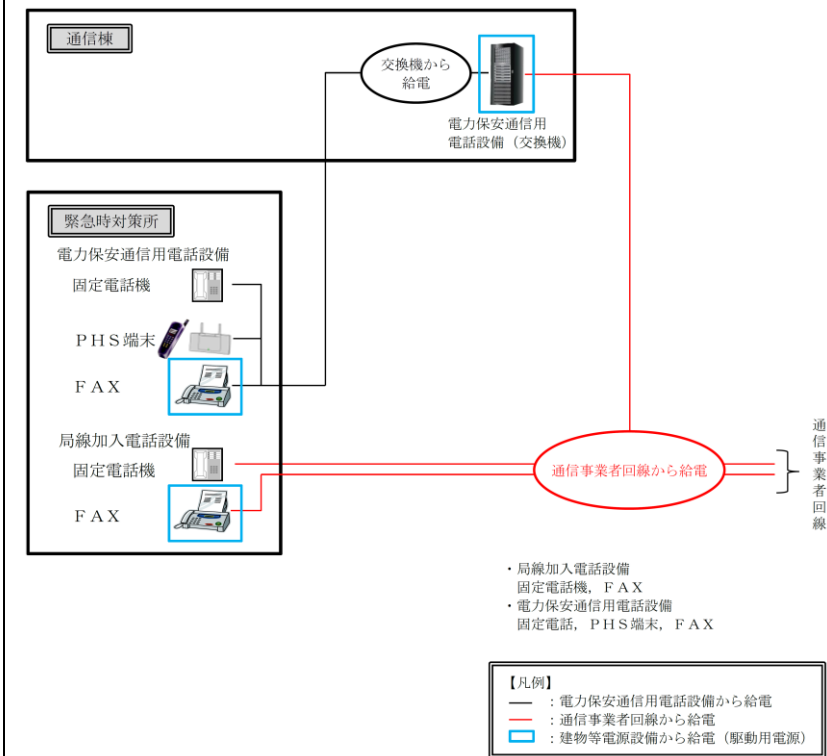 通信棟
交換機から
給電
電力保安通信用
電話設備（交換機）
緊急時対策所
電力保安通信用電話設備
固定電話機
ＰＨＳ端末
ＦＡＸ
局線加入電話設備
固定電話機
ＦＡＸ
通信事業者回線から給電
通信事業者回線
・局線加入電話設備
固定電話機，ＦＡＸ
・電力保安通信用電話設備
固定電話，ＰＨＳ端末，ＦＡＸ
【凡例】
：電力保安通信用電話設備から給電
：通信事業者回線から給電
：建物等電源設備から給電（駆動用電源）